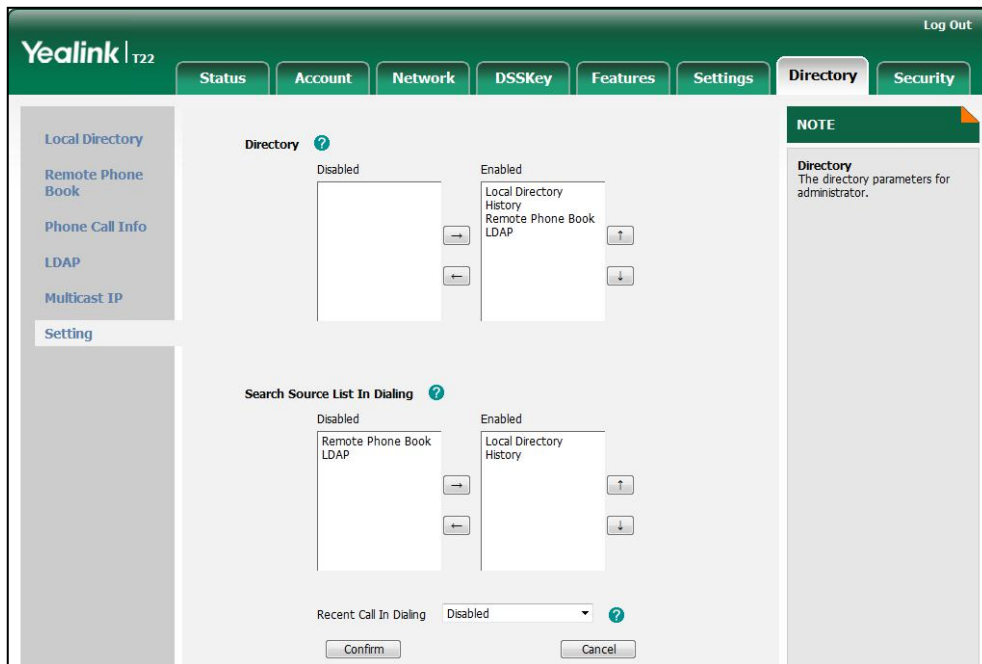 Log Out
Yealink | T22
Status
Account
Network
DSSKey
Features
Settings
Directory
Security
Local Directory
Remote Phone
Book
Phone Call Info
LDAP
Multicast IP
Setting
Directory ?
Disabled
Enabled
Local Directory
History
Remote Phone Book
LDAP
→
←
↑
↓
Search Source List In Dialing ?
Disabled
Enabled
Remote Phone Book
LDAP
Local Directory
History
→
←
↑
↓
Recent Call In Dialing Disabled ?
Confirm
Cancel
NOTE
Directory
The directory parameters for
administrator.